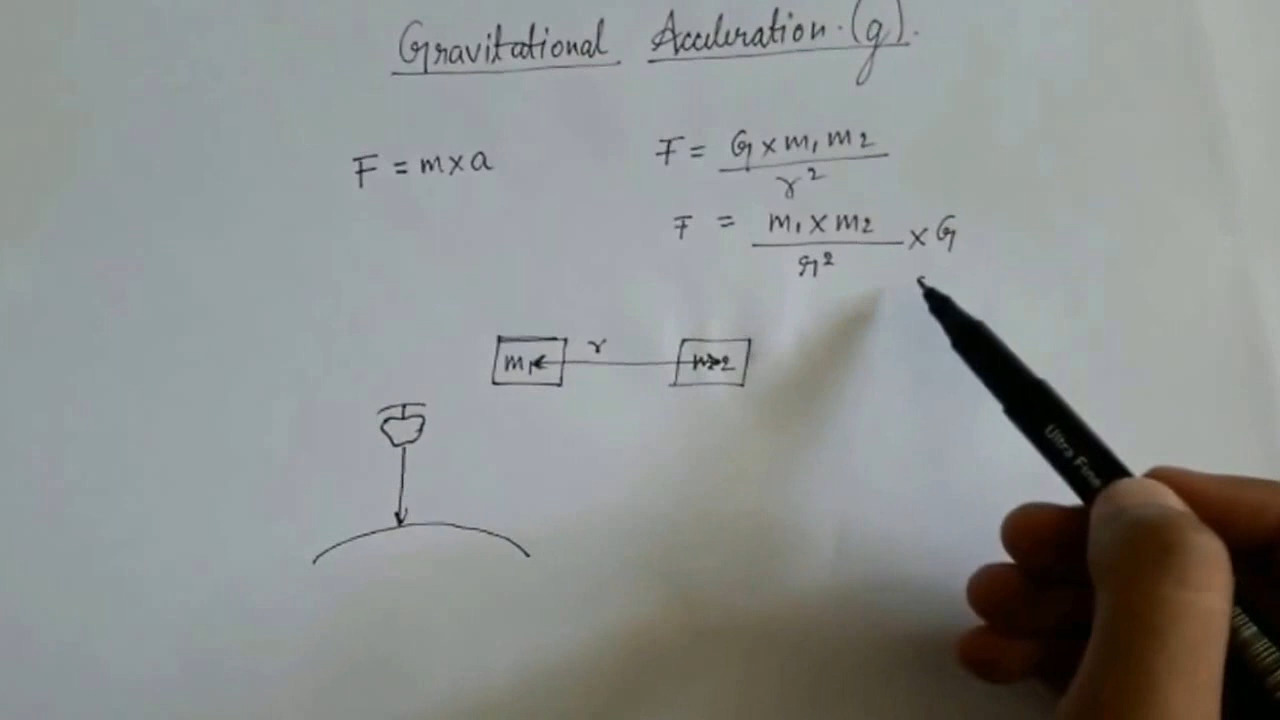 Gravitational Acceleration. (g).
F = m x a
F = G x m1 m2 / r²
F = m1 x m2 / r² x G
m1 r m2
Ultra Fine